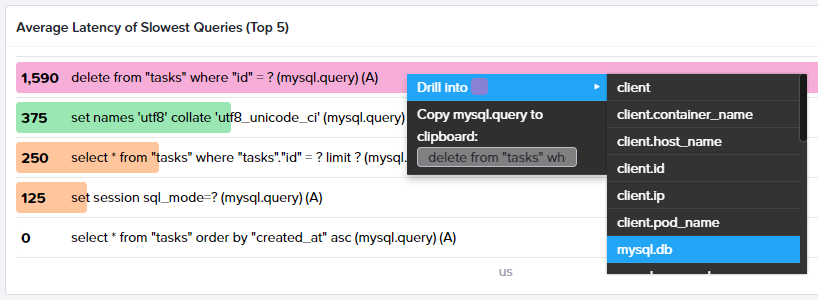 Average Latency of Slowest Queries (Top 5)
1,590 delete from "tasks" where "id" = ? (mysql.query) (A)
375 set names 'utf8' collate 'utf8_unicode_ci' (mysql.query)
250 select * from "tasks" where "tasks"."id" = ? limit ? (mysql.
125 set session sql_mode=? (mysql.query) (A)
0 select * from "tasks" order by "created_at" asc (mysql.query) (A)
us
Drill into
Copy mysql.query to
clipboard:
delete from "tasks" wh
client
client.container_name
client.host_name
client.id
client.ip
client.pod_name
mysql.db